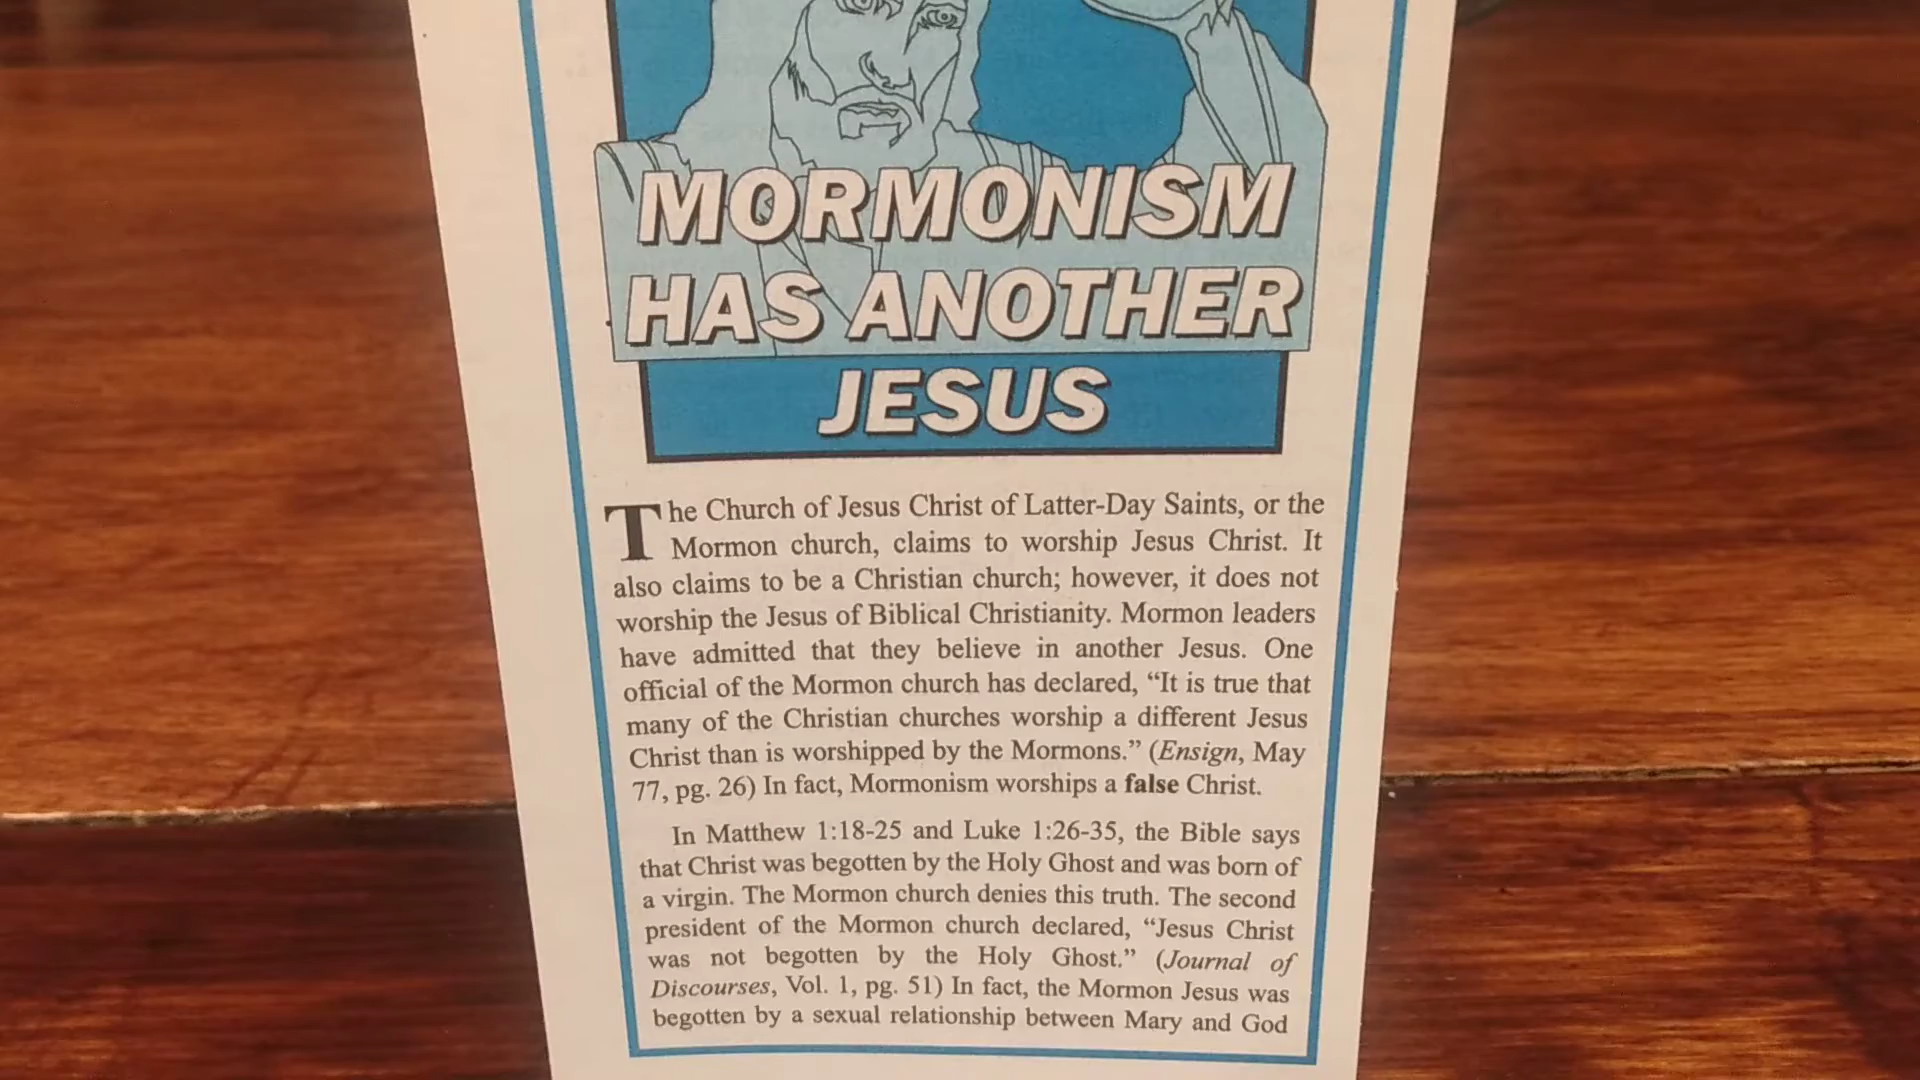 MORMONISM
HAS ANOTHER
JESUS
The Church of Jesus Christ of Latter-Day Saints, or the
Mormon church, claims to worship Jesus Christ. It
also claims to be a Christian church; however, it does not
worship the Jesus of Biblical Christianity. Mormon leaders
have admitted that they believe in another Jesus. One
official of the Mormon church has declared, “It is true that
many of the Christian churches worship a different Jesus
Christ than is worshipped by the Mormons.” (Ensign, May
77, pg. 26) In fact, Mormonism worships a false Christ.
In Matthew 1:18-25 and Luke 1:26-35, the Bible says
that Christ was begotten by the Holy Ghost and was born of
a virgin. The Mormon church denies this truth. The second
president of the Mormon church declared, “Jesus Christ
was not begotten by the Holy Ghost.” (Journal of
Discourses, Vol. 1, pg. 51) In fact, the Mormon Jesus was
begotten by a sexual relationship between Mary and God